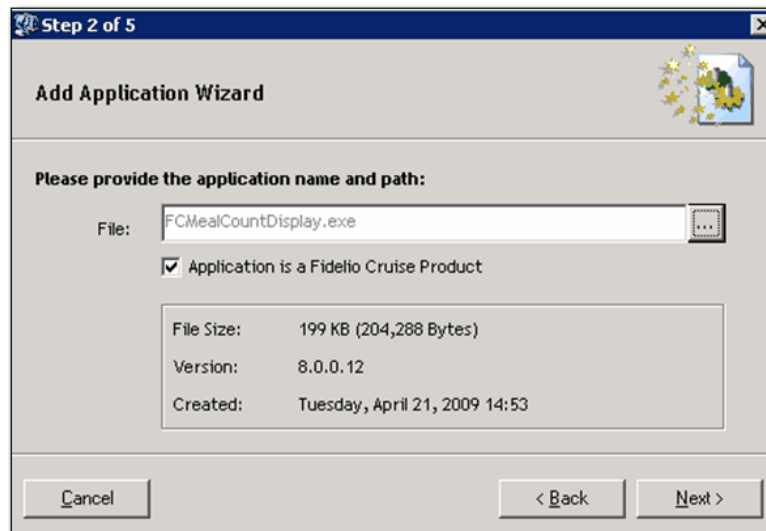 Step 2 of 5
Add Application Wizard
Please provide the application name and path:
File: FCMealCountDisplay.exe ...
Application is a Fidelio Cruise Product
File Size: 199 KB (204,288 Bytes)
Version: 8.0.0.12
Created: Tuesday, April 21, 2009 14:53
Cancel < Back Next >